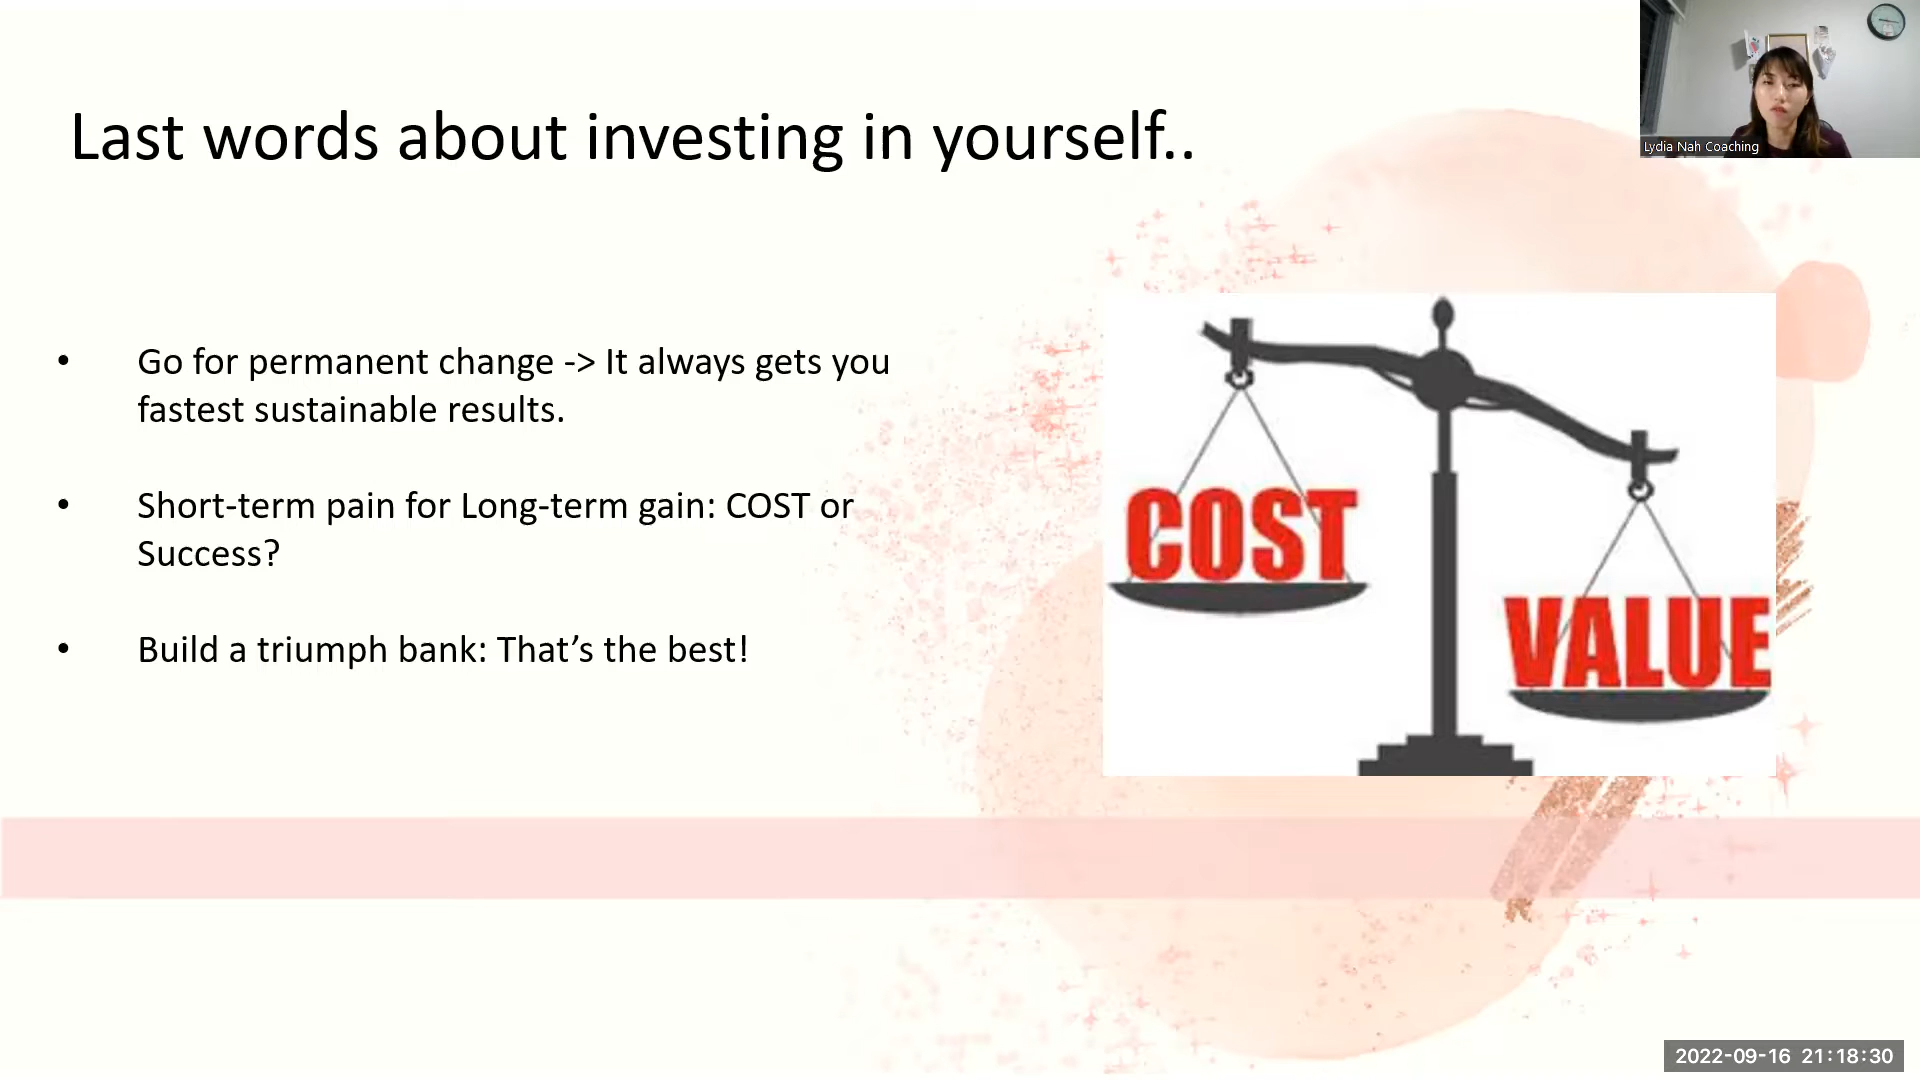 Last words about investing in yourself..
Lydia Nah Coaching
• Go for permanent change -> It always gets you
fastest sustainable results.
• Short-term pain for Long-term gain: COST or
Success?
• Build a triumph bank: That’s the best!
COST
VALUE
2022-09-16 21:18:30